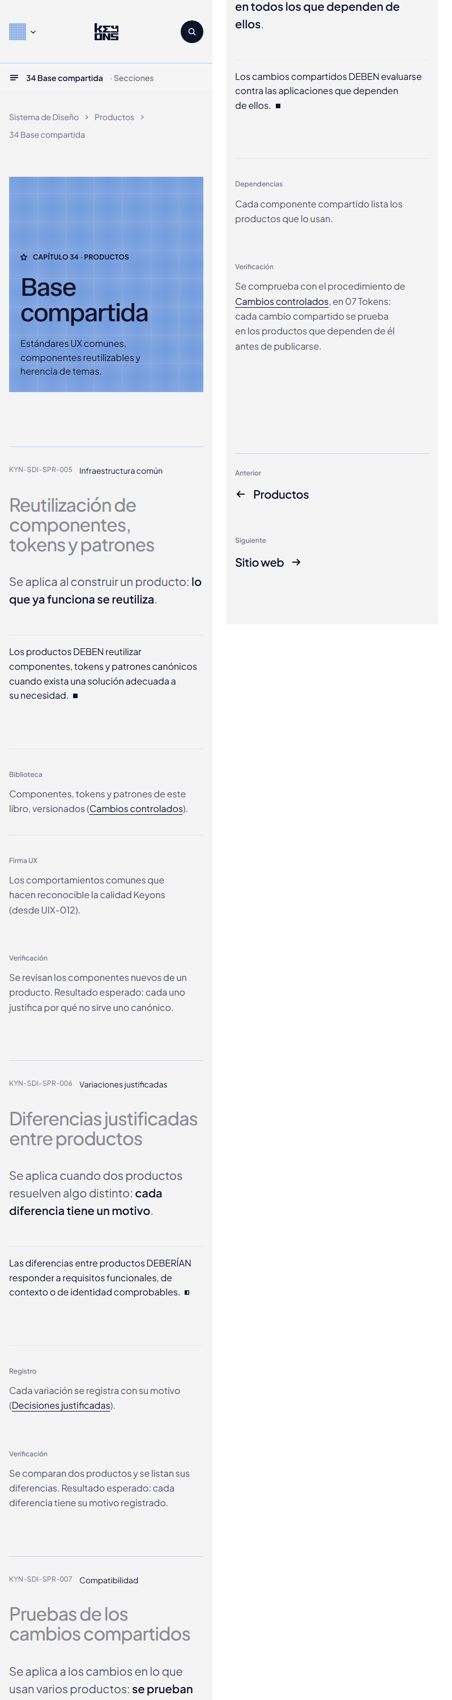 KEY
ONS
34 Base compartida · Secciones
Sistema de Diseño > Productos >
34 Base compartida
CAPÍTULO 34 · PRODUCTOS
Base
compartida
Estándares UX comunes,
componentes reutilizables y
herencia de temas.
KYN-SDI-SPR-005 Infraestructura común
Reutilización de
componentes,
tokens y patrones
Se aplica al construir un producto: lo
que ya funciona se reutiliza.
Los productos DEBEN reutilizar
componentes, tokens y patrones canónicos
cuando exista una solución adecuada a
su necesidad.
Biblioteca
Componentes, tokens y patrones de este
libro, versionados (Cambios controlados).
Firma UX
Los comportamientos comunes que
hacen reconocible la calidad Keyons
(desde UIX-012).
Verificación
Se revisan los componentes nuevos de un
producto. Resultado esperado: cada uno
justifica por qué no sirve uno canónico.
KYN-SDI-SPR-006 Variaciones justificadas
Diferencias justificadas
entre productos
Se aplica cuando dos productos
resuelven algo distinto: cada
diferencia tiene un motivo.
Las diferencias entre productos DEBERÍAN
responder a requisitos funcionales, de
contexto o de identidad comprobables.
Registro
Cada variación se registra con su motivo
(Decisiones justificadas).
Verificación
Se comparan dos productos y se listan sus
diferencias. Resultado esperado: cada
diferencia tiene su motivo registrado.
KYN-SDI-SPR-007 Compatibilidad
Pruebas de los
cambios compartidos
Se aplica a los cambios en lo que
usan varios productos: se prueban
en todos los que dependen de
ellos.
Los cambios compartidos DEBEN evaluarse
contra las aplicaciones que dependen
de ellos.
Dependencias
Cada componente compartido lista los
productos que lo usan.
Verificación
Se comprueba con el procedimiento de
Cambios controlados, en 07 Tokens:
cada cambio compartido se prueba
en los productos que dependen de él
antes de publicarse.
Anterior
← Productos
Siguiente
Sitio web →